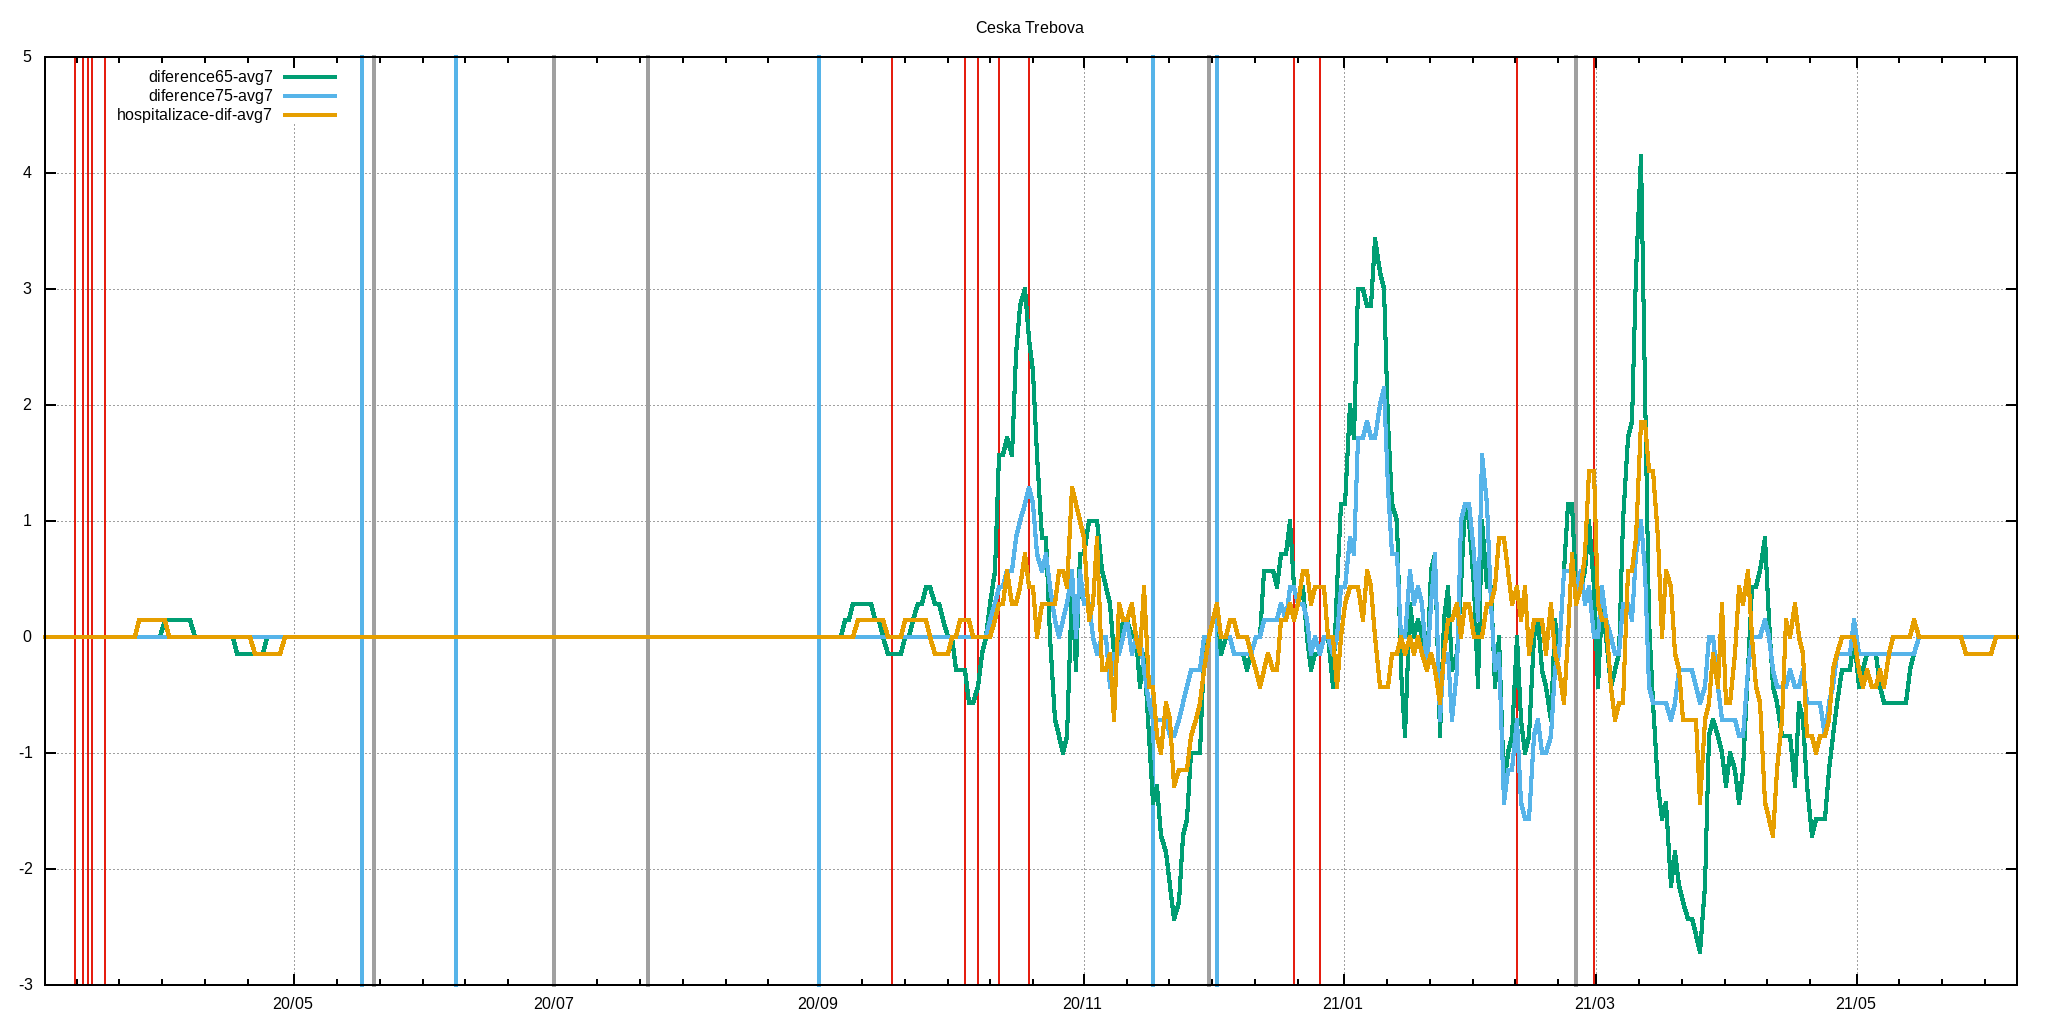 Ceska Trebova
diference65-avg7
diference75-avg7
hospitalizace-dif-avg7
5
4
3
2
1
0
-1
-2
-3
20/05 20/07 20/09 20/11 21/01 21/03 21/05